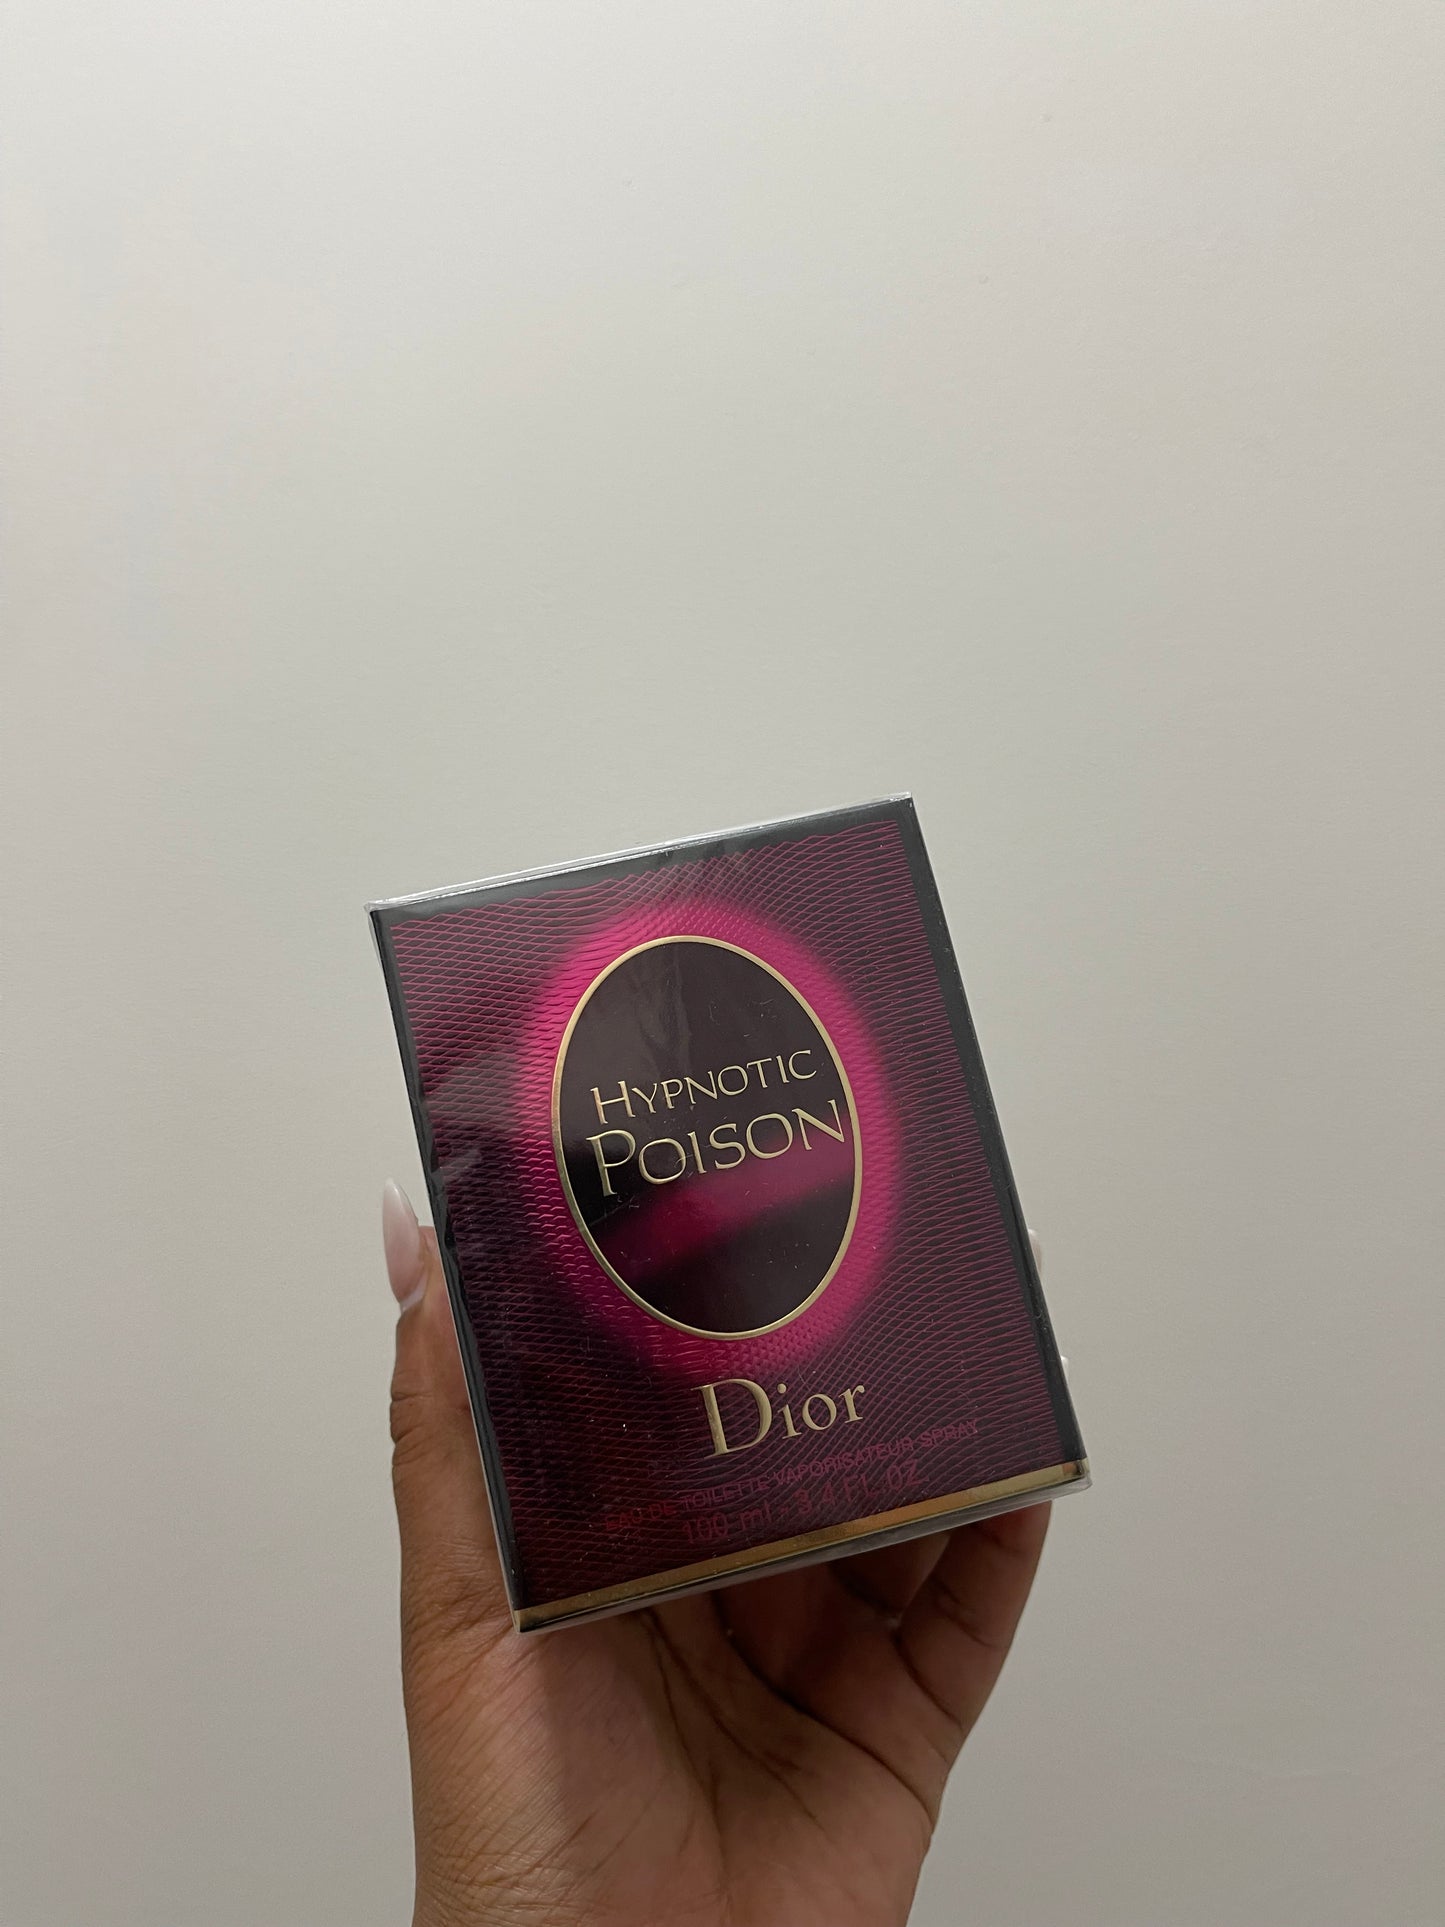 HYPNOTIC
POISON
Dior
EAU DE TOILETTE VAPORISATEUR SPRAY
100 ml - 3.4 FL.OZ.